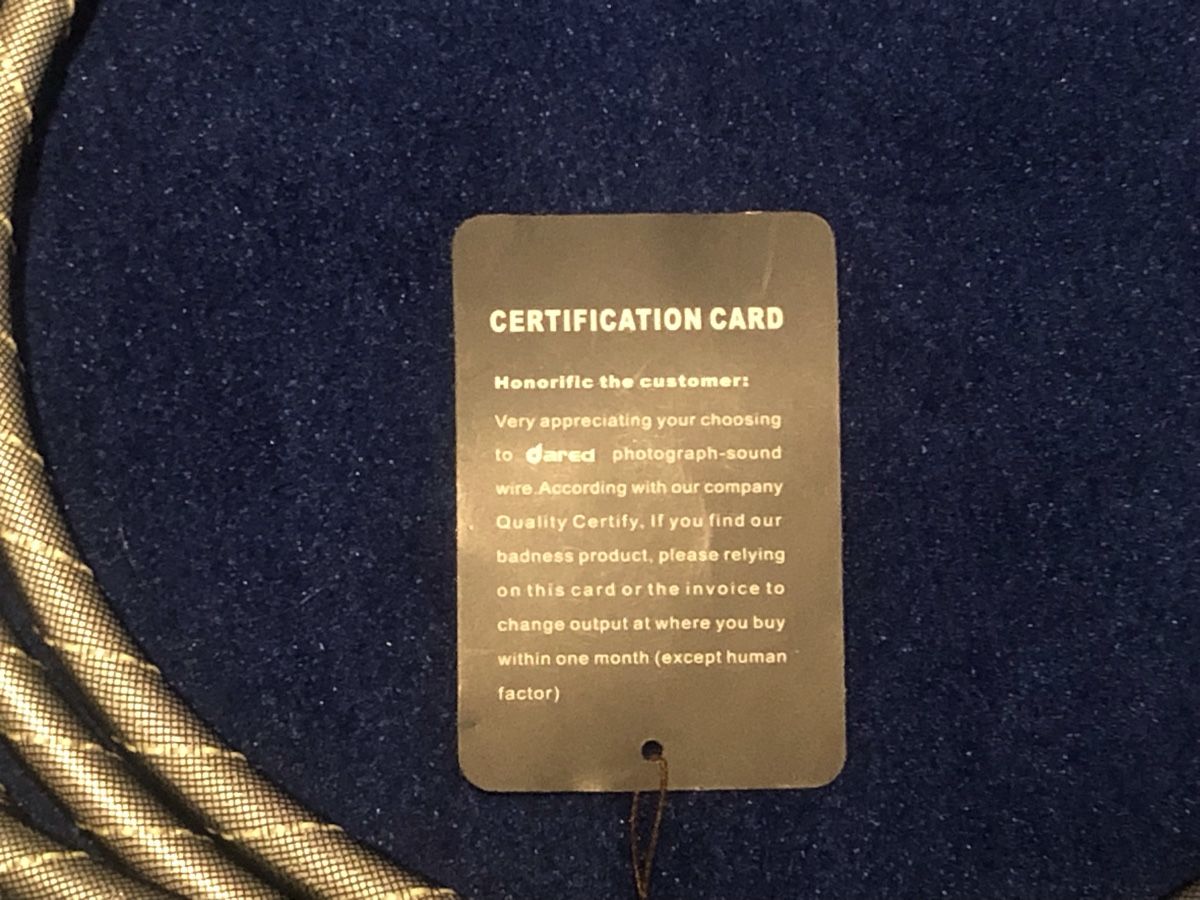 CERTIFICATION CARD
Honorific the customer:
Very appreciating your choosing
to dared photograph-sound
wire.According with our company
Quality Certify, If you find our
badness product, please relying
on this card or the invoice to
change output at where you buy
within one month (except human
factor)